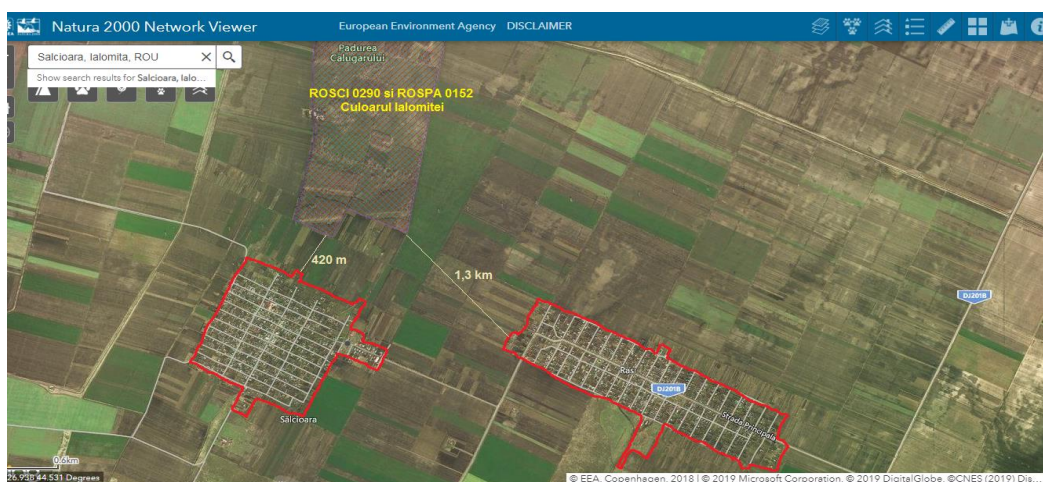 Natura 2000 Network Viewer
European Environment Agency DISCLAIMER
Salcioara, Ialomita, ROU
Show search results for Salcioara, Ialo...
Padurea
Calugarului
ROSCI 0290 si ROSPA 0152
Culoarul Ialomitei
420 m
1,3 km
DJ201B
Rasi
DJ201B
Strada Principala
Sălcioara
0.6km
26.938 44.531 Degrees
© EEA, Copenhagen, 2018 | © 2019 Microsoft Corporation, © 2019 DigitalGlobe, ©CNES (2019) Dis...